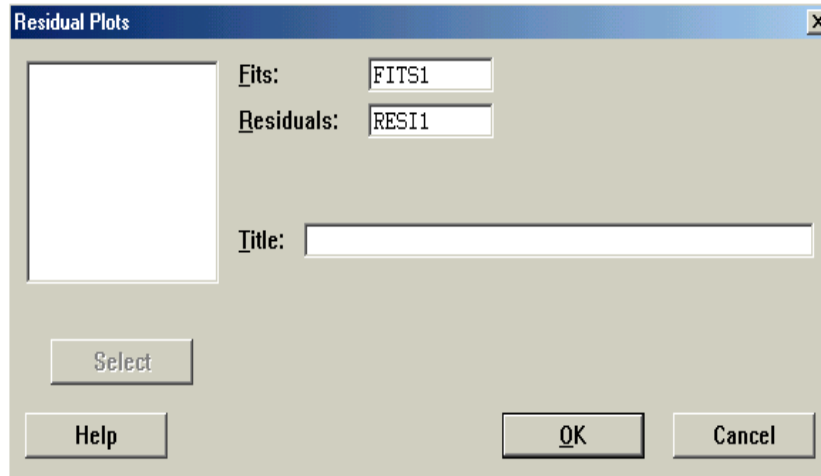 Residual Plots
Fits: FITS1
Residuals: RESI1
Title:
Select
Help OK Cancel